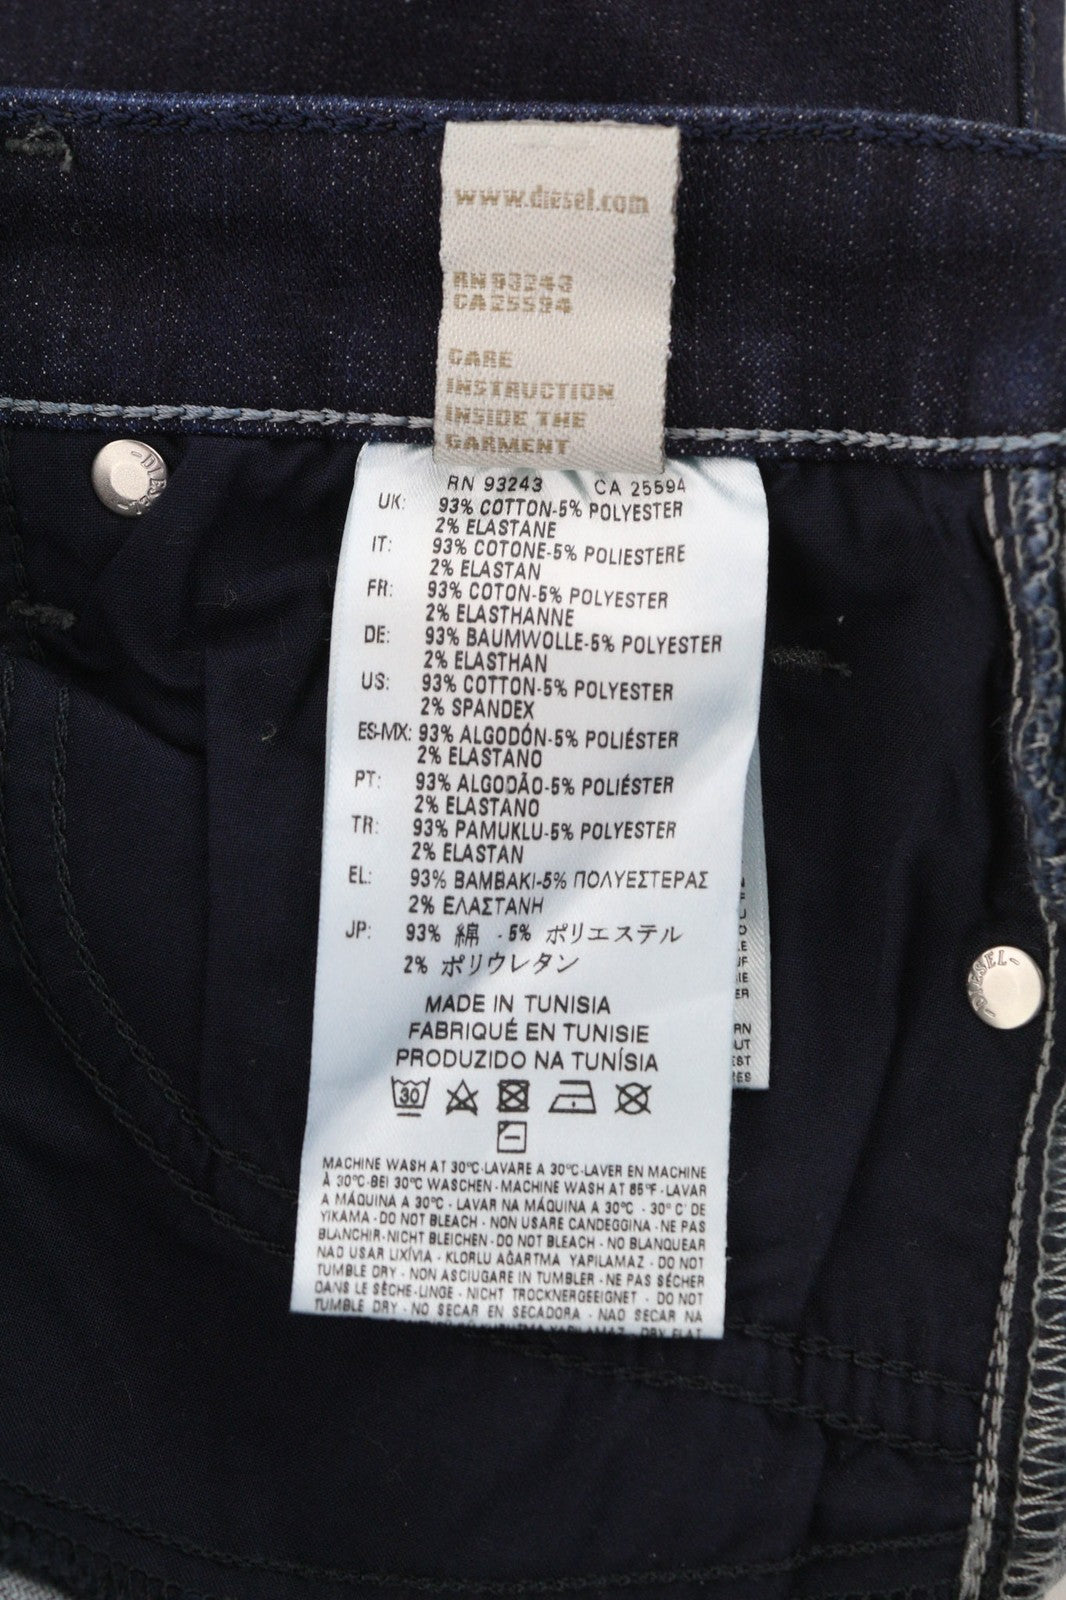 www.diesel.com
RN 93243
CA 25594
CARE
INSTRUCTION
INSIDE THE
GARMENT
DIESEL
RN 93243 CA 25594
UK: 93% COTTON-5% POLYESTER
2% ELASTANE
IT: 93% COTONE-5% POLIESTERE
2% ELASTAN
FR: 93% COTON-5% POLYESTER
2% ELASTHANNE
DE: 93% BAUMWOLLE-5% POLYESTER
2% ELASTHAN
US: 93% COTTON-5% POLYESTER
2% SPANDEX
ES-MX: 93% ALGODÓN-5% POLIÉSTER
2% ELASTANO
PT: 93% ALGODÃO-5% POLIÉSTER
2% ELASTANO
TR: 93% PAMUKLU-5% POLYESTER
2% ELASTAN
EL: 93% ΒΑΜΒΑΚΙ-5% ΠΟΛΥΕΣΤΕΡΑΣ
2% ΕΛΑΣΤΑΝΗ
JP: 93% 綿 - 5% ポリエステル
2% ポリウレタン
MADE IN TUNISIA
FABRIQUÉ EN TUNISIE
PRODUZIDO NA TUNÍSIA
30
MACHINE WASH AT 30°C-LAVARE A 30°C-LAVER EN MACHINE
À 30°C-BEI 30°C WASCHEN - MACHINE WASH AT 85°F - LAVAR
A MÁQUINA A 30°C - LAVAR NA MÁQUINA A 30°C - 30° C' DE
YIKAMA - DO NOT BLEACH - NON USARE CANDEGGINA - NE PAS
BLANCHIR-NICHT BLEICHEN - DO NOT BLEACH - NO BLANQUEAR
NAO USAR LIXÍVIA - KLORLU AĞARTMA YAPILAMAZ - DO NOT
TUMBLE DRY - NON ASCIUGARE IN TUMBLER - NE PAS SÉCHER
DANS LE SÈCHE-LINGE - NICHT TROCKNERGEEIGNET - DO NOT
TUMBLE DRY - NO SECAR EN SECADORA - NAO SECAR NA
YAPILAMAZ - DRY FLAT
DIESEL